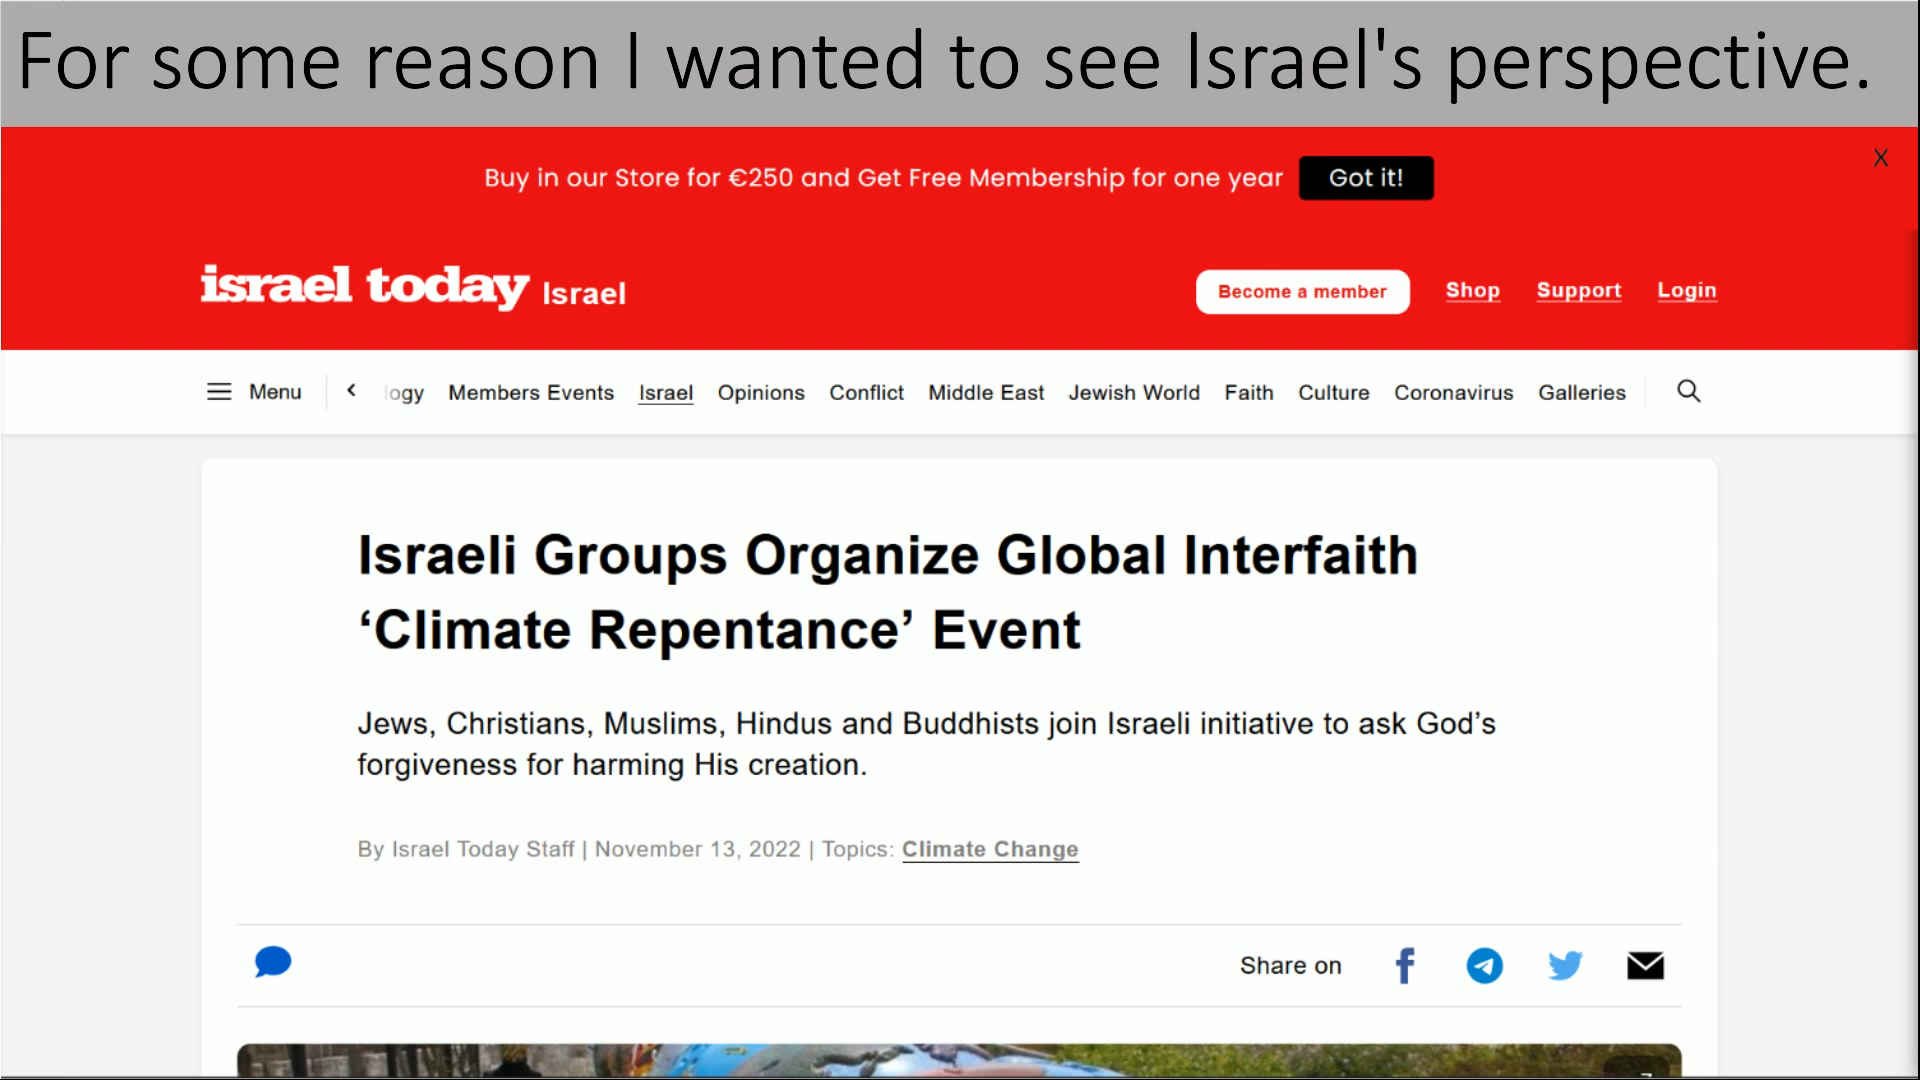 For some reason I wanted to see Israel's perspective.
Buy in our Store for €250 and Get Free Membership for one year Got it! X
israel today Israel Become a member Shop Support Login
Menu ‹ logy Members Events Israel Opinions Conflict Middle East Jewish World Faith Culture Coronavirus Galleries
Israeli Groups Organize Global Interfaith
‘Climate Repentance’ Event
Jews, Christians, Muslims, Hindus and Buddhists join Israeli initiative to ask God’s
forgiveness for harming His creation.
By Israel Today Staff | November 13, 2022 | Topics: Climate Change
Share on